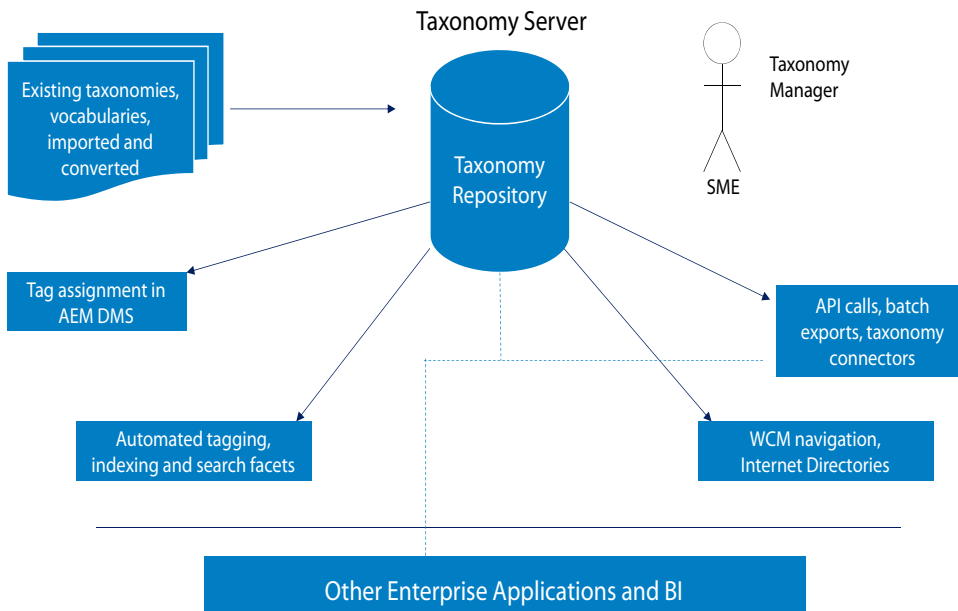 Taxonomy Server
Existing taxonomies,
vocabularies,
imported and
converted
Taxonomy
Manager
SME
Taxonomy
Repository
Tag assignment in
AEM DMS
API calls, batch
exports, taxonomy
connectors
Automated tagging,
indexing and search facets
WCM navigation,
Internet Directories
Other Enterprise Applications and BI